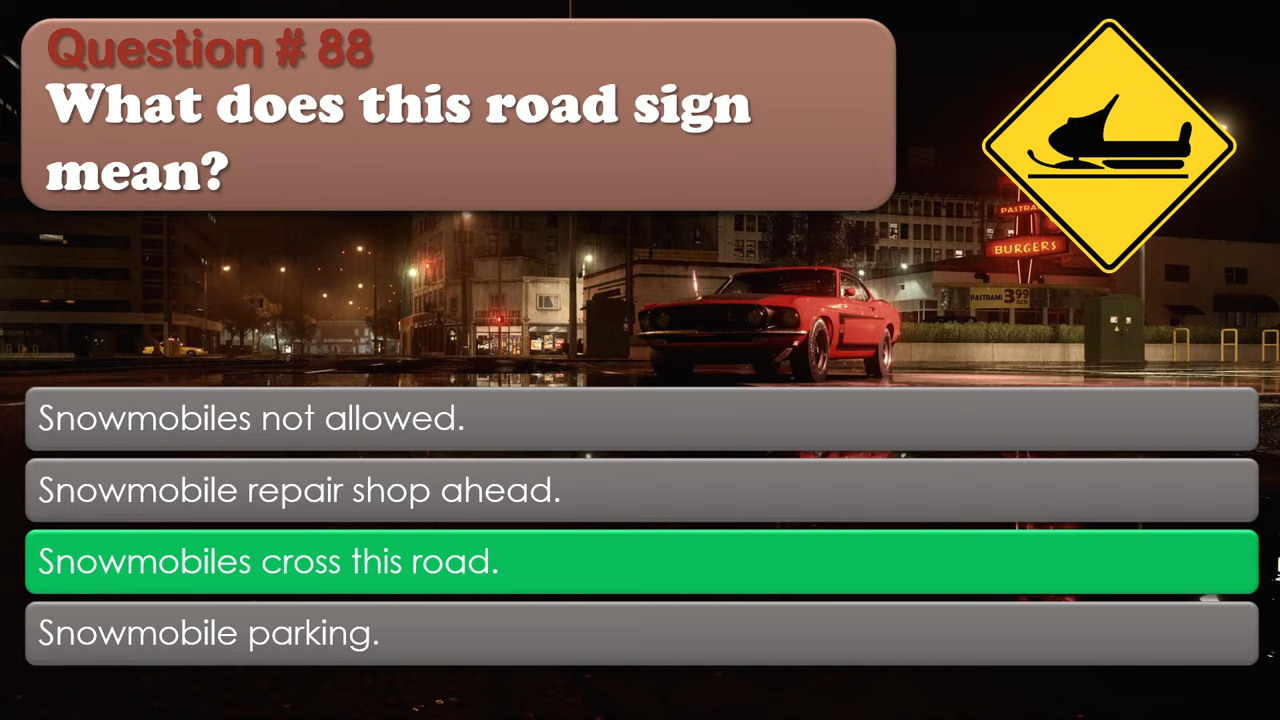 Question # 88
What does this road sign
mean?
BURGERS
PASTRAMI 3.99
Snowmobiles not allowed.
Snowmobile repair shop ahead.
Snowmobiles cross this road.
Snowmobile parking.